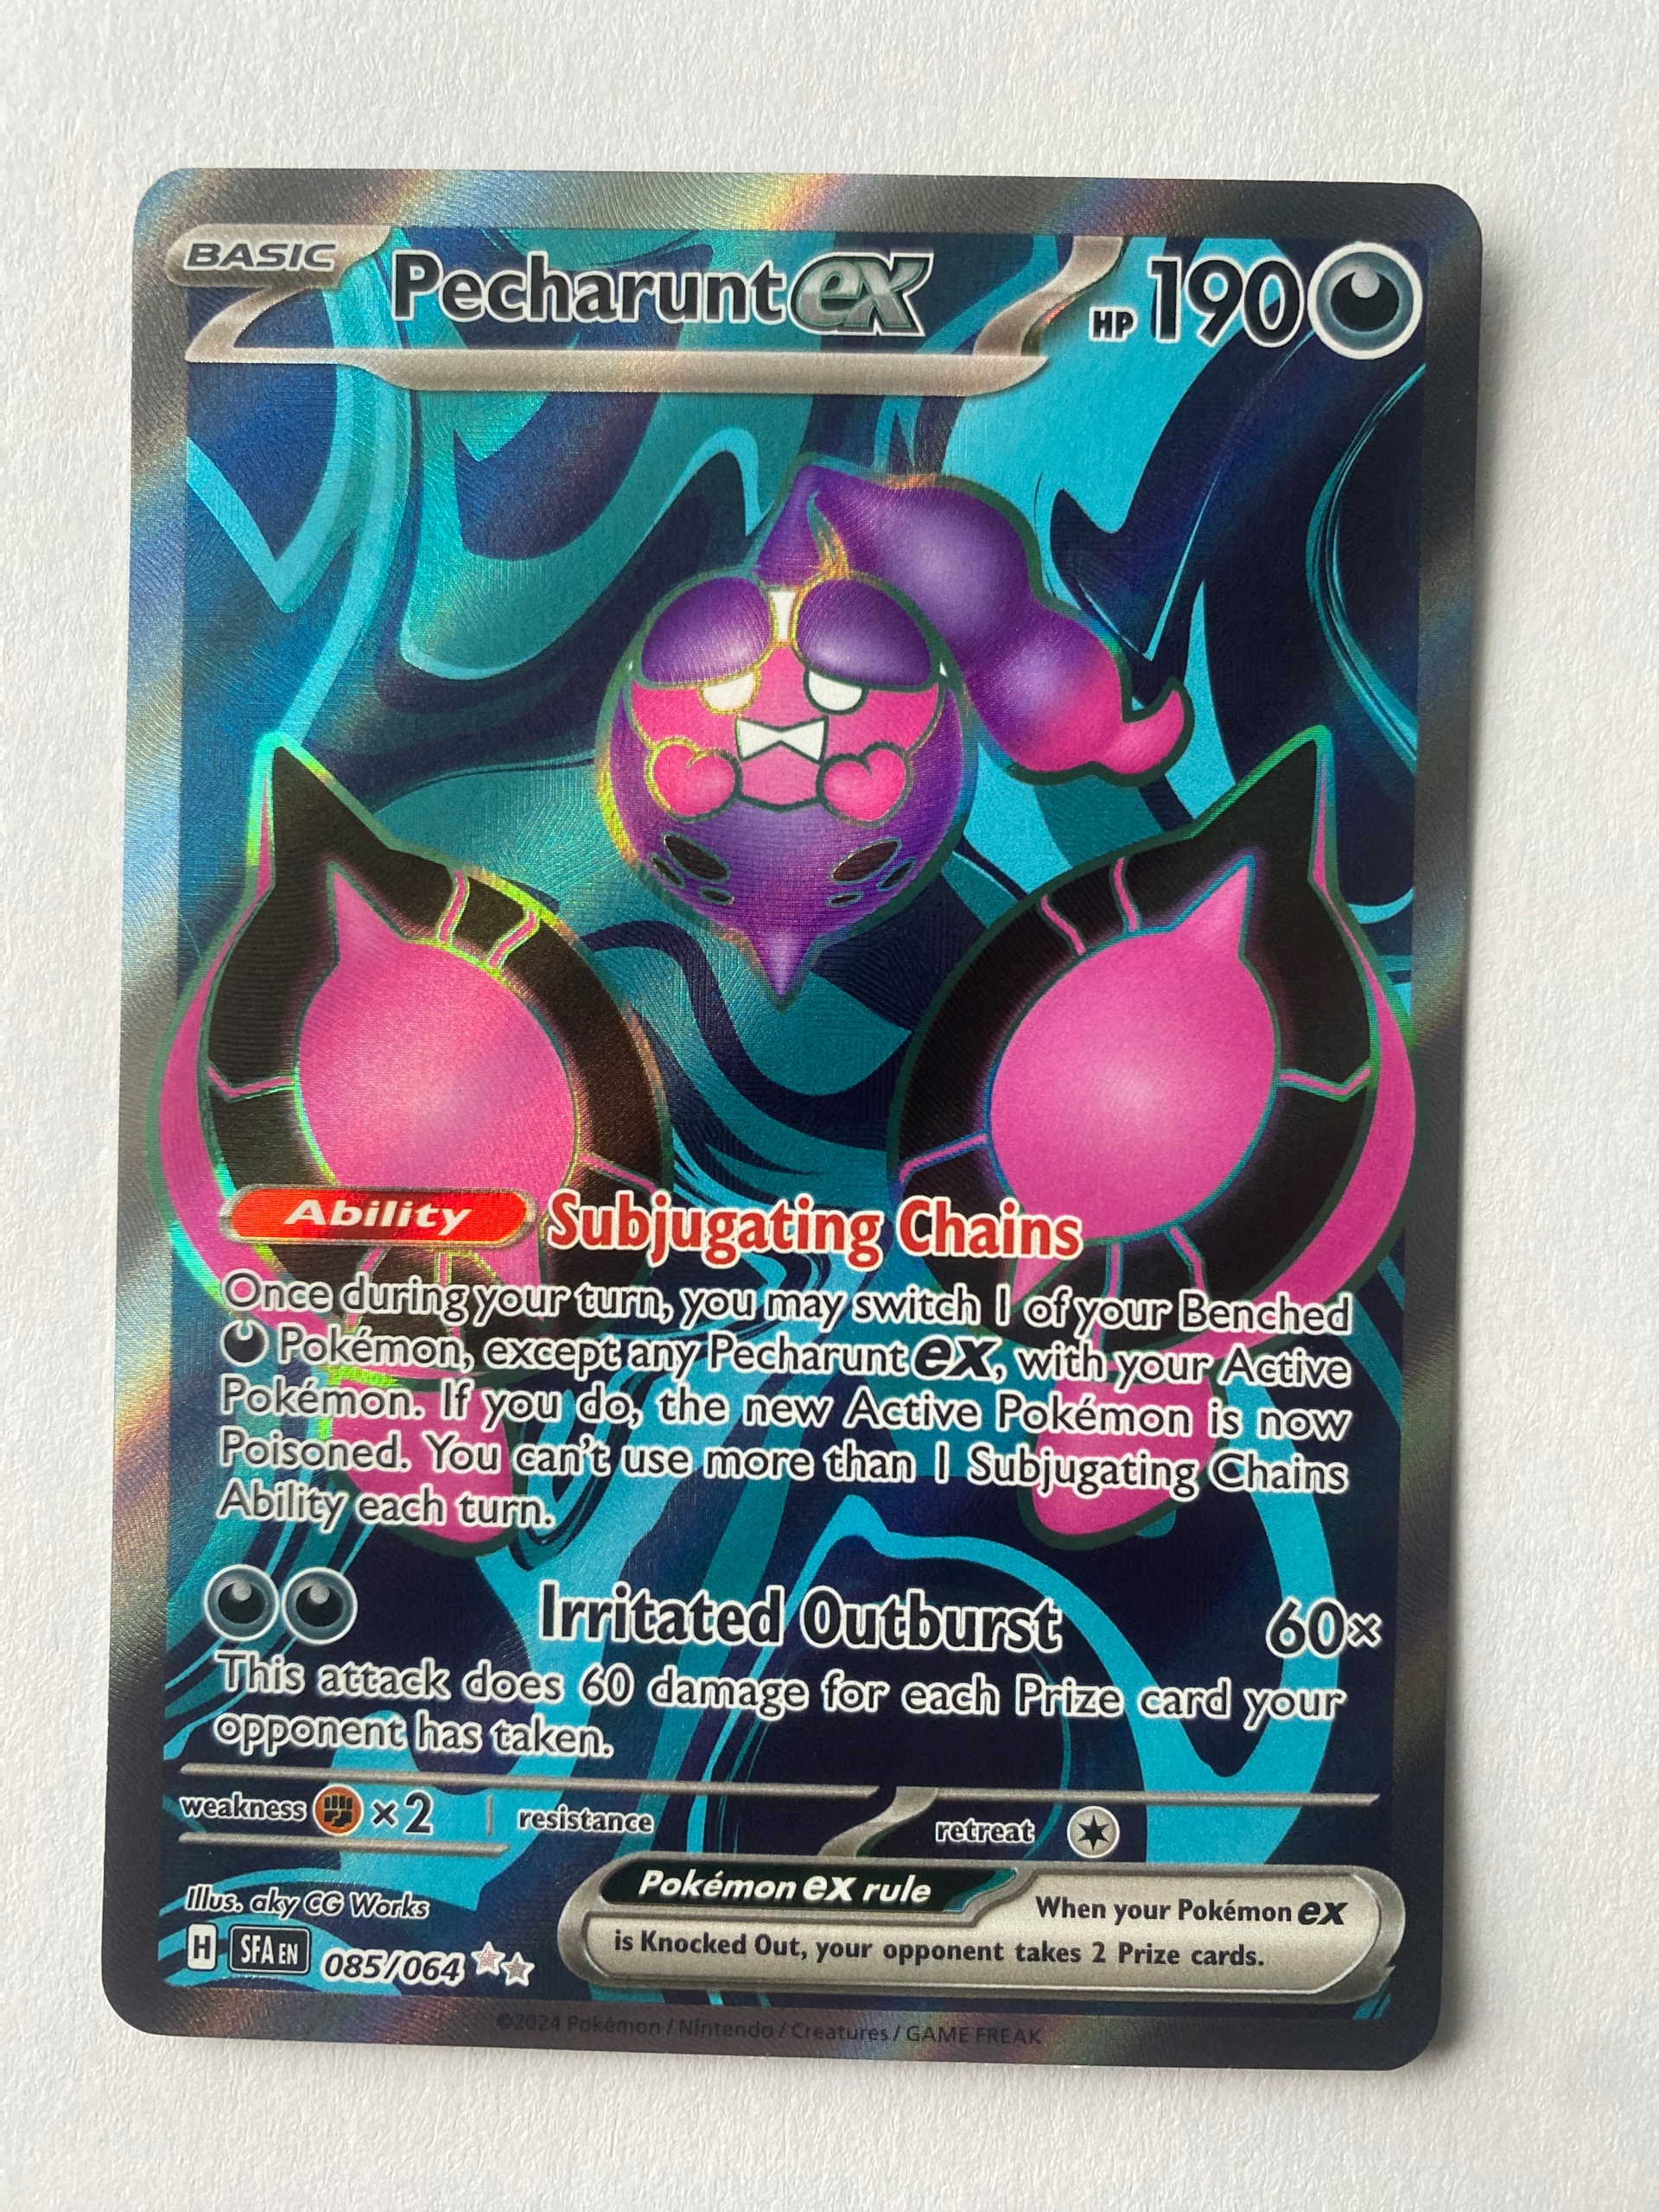 BASIC
Pecharunt ex HP 190
Ability Subjugating Chains
Once during your turn, you may switch 1 of your Benched
Pokémon, except any Pecharunt ex, with your Active
Pokémon. If you do, the new Active Pokémon is now
Poisoned. You can't use more than 1 Subjugating Chains
Ability each turn.
Irritated Outburst 60×
This attack does 60 damage for each Prize card your
opponent has taken.
weakness ×2 resistance retreat
Illus. aky CG Works
Pokémon ex rule
When your Pokémon ex
is Knocked Out, your opponent takes 2 Prize cards.
H SFA EN 085/064
©2024 Pokémon / Nintendo / Creatures / GAME FREAK